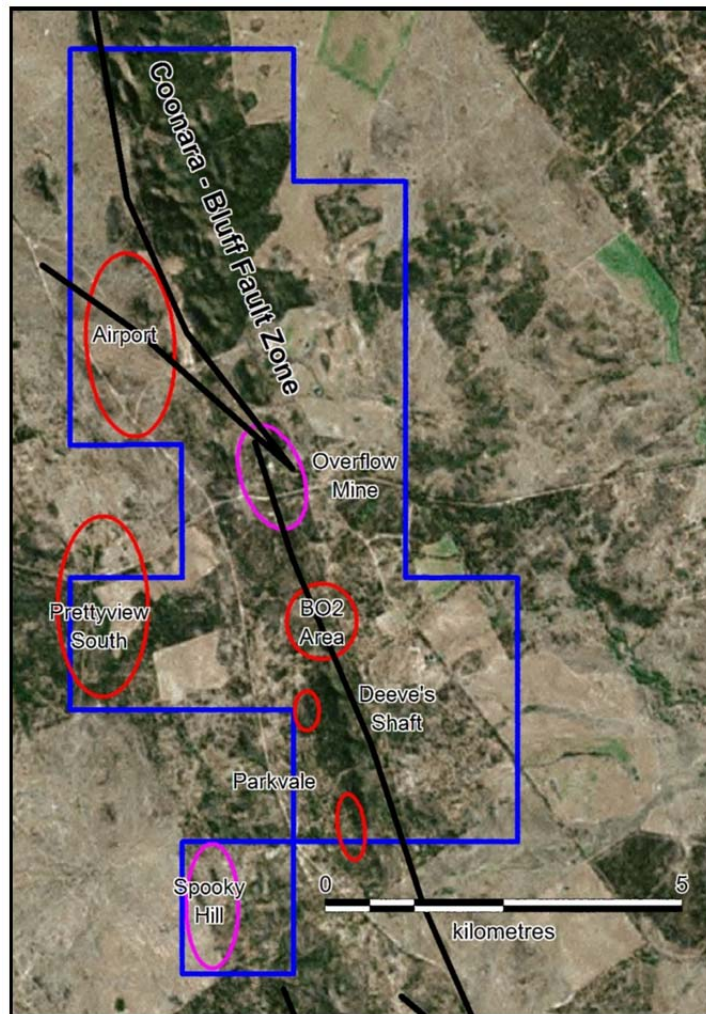 Coonara - Bluff Fault Zone
Airport
Overflow
Mine
Prettyview
South
BO2
Area
Deeve's
Shaft
Parkvale
Spooky
Hill
0 5
kilometres